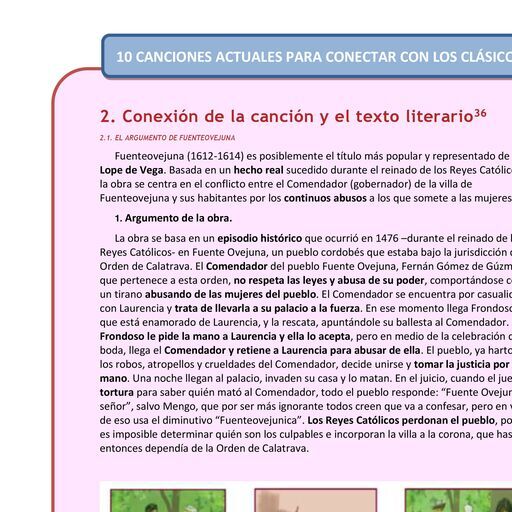 10 CANCIONES ACTUALES PARA CONECTAR CON LOS CLÁSICO
2. Conexión de la canción y el texto literario36
2.1. EL ARGUMENTO DE FUENTEOVEJUNA
Fuenteovejuna (1612-1614) es posiblemente el título más popular y representado de
Lope de Vega. Basada en un hecho real sucedido durante el reinado de los Reyes Católic
la obra se centra en el conflicto entre el Comendador (gobernador) de la villa de
Fuenteovejuna y sus habitantes por los continuos abusos a los que somete a las mujeres
1. Argumento de la obra.
La obra se basa en un episodio histórico que ocurrió en 1476 –durante el reinado de l
Reyes Católicos- en Fuente Ovejuna, un pueblo cordobés que estaba bajo la jurisdicción d
Orden de Calatrava. El Comendador del pueblo Fuente Ovejuna, Fernán Gómez de Gúzm
que pertenece a esta orden, no respeta las leyes y abusa de su poder, comportándose c
un tirano abusando de las mujeres del pueblo. El Comendador se encuentra por casualid
con Laurencia y trata de llevarla a su palacio a la fuerza. En ese momento llega Frondoso
que está enamorado de Laurencia, y la rescata, apuntándole su ballesta al Comendador.
Frondoso le pide la mano a Laurencia y ella lo acepta, pero en medio de la celebración d
boda, llega el Comendador y retiene a Laurencia para abusar de ella. El pueblo, ya harto
los robos, atropellos y crueldades del Comendador, decide unirse y tomar la justicia por
mano. Una noche llegan al palacio, invaden su casa y lo matan. En el juicio, cuando el jue
tortura para saber quién mató al Comendador, todo el pueblo responde: "Fuente Ovejun
señor", salvo Mengo, que por ser más ignorante todos creen que va a confesar, pero en v
de eso usa el diminutivo "Fuenteovejunica". Los Reyes Católicos perdonan el pueblo, po
es imposible determinar quién son los culpables e incorporan la villa a la corona, que has
entonces dependía de la Orden de Calatrava.